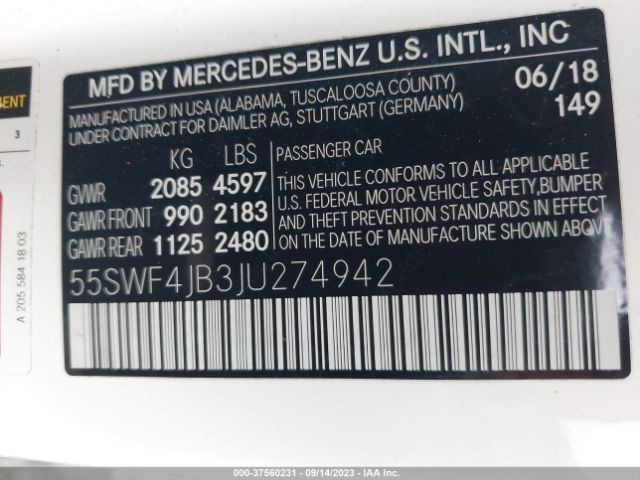 MFD BY MERCEDES-BENZ U.S. INTL., INC
MANUFACTURED IN USA (ALABAMA, TUSCALOOSA COUNTY) 06/18
UNDER CONTRACT FOR DAIMLER AG, STUTTGART (GERMANY) 149
KG LBS
GVWR 2085 4597
GAWR FRONT 990 2183
GAWR REAR 1125 2480
PASSENGER CAR
THIS VEHICLE CONFORMS TO ALL APPLICABLE
U.S. FEDERAL MOTOR VEHICLE SAFETY,BUMPER
AND THEFT PREVENTION STANDARDS IN EFFECT
ON THE DATE OF MANUFACTURE SHOWN ABOVE.
55SWF4JB3JU274942
3
A 205 584 18 03
000-37560231 - 09/14/2023 - IAA